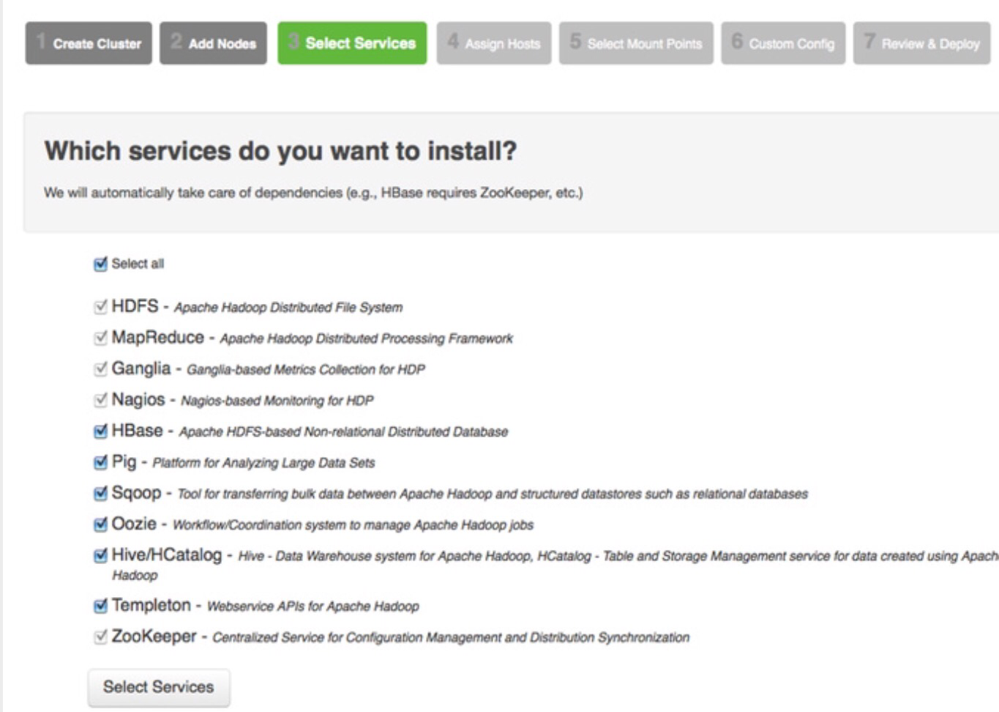 1 Create Cluster 2 Add Nodes 3 Select Services 4 Assign Hosts 5 Select Mount Points 6 Custom Config 7 Review & Deploy
Which services do you want to install?
We will automatically take care of dependencies (e.g., HBase requires ZooKeeper, etc.)
Select all
HDFS - Apache Hadoop Distributed File System
MapReduce - Apache Hadoop Distributed Processing Framework
Ganglia - Ganglia-based Metrics Collection for HDP
Nagios - Nagios-based Monitoring for HDP
HBase - Apache HDFS-based Non-relational Distributed Database
Pig - Platform for Analyzing Large Data Sets
Sqoop - Tool for transferring bulk data between Apache Hadoop and structured datastores such as relational databases
Oozie - Workflow/Coordination system to manage Apache Hadoop jobs
Hive/HCatalog - Hive - Data Warehouse system for Apache Hadoop, HCatalog - Table and Storage Management service for data created using Apach
Hadoop
Templeton - Webservice APIs for Apache Hadoop
ZooKeeper - Centralized Service for Configuration Management and Distribution Synchronization
Select Services